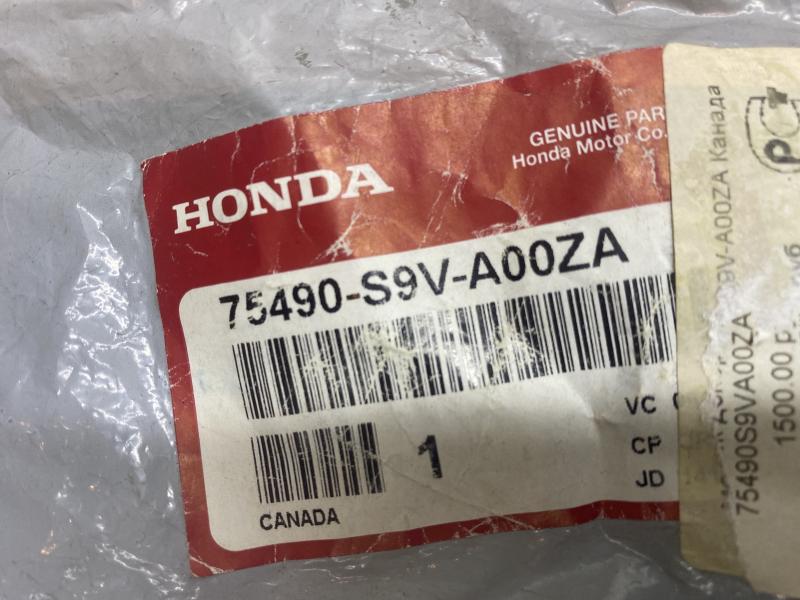 HONDA
GENUINE PAR
Honda Motor Co.
75490-S9V-A00ZA
1
VC
CP
JD
CANADA
9V-A00ZA Канада
75490S9VA00ZA
1500.00 р.
РСТ